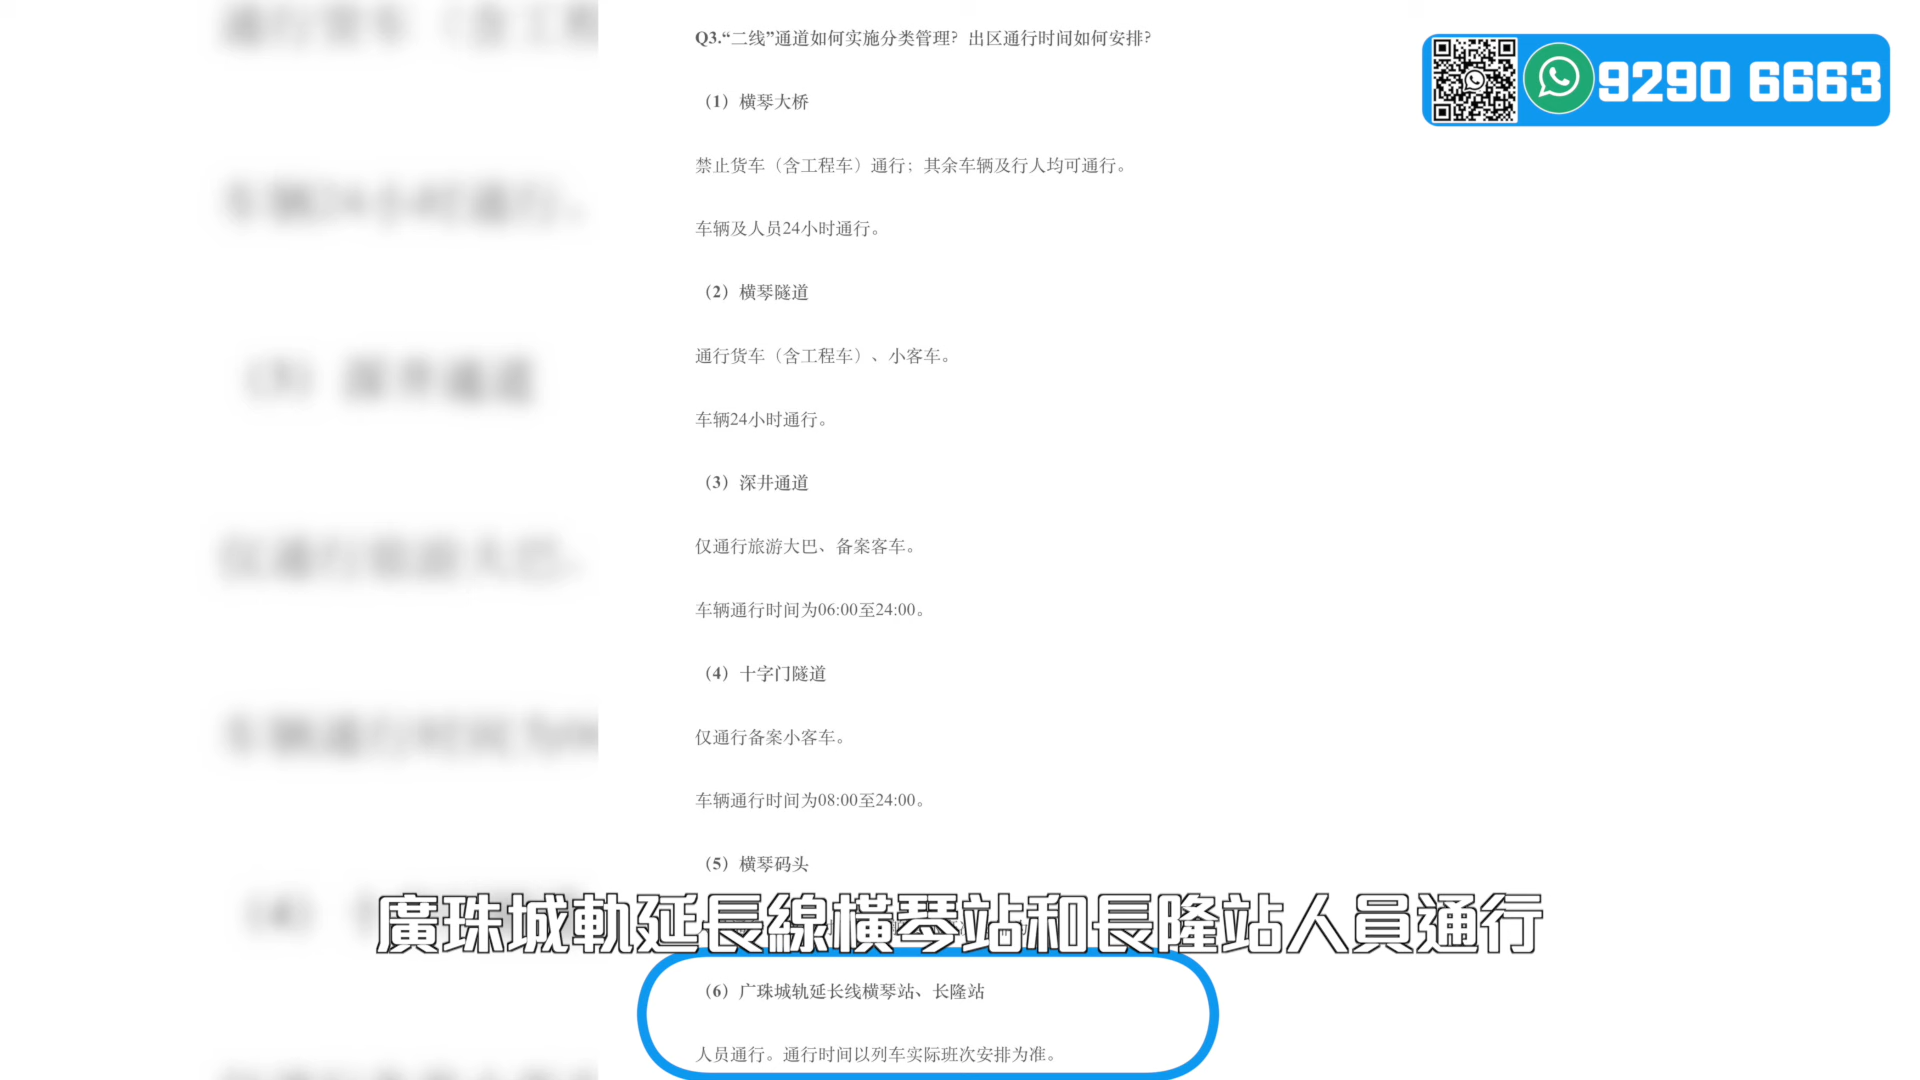 Q3.“二线”通道如何实施分类管理？出区通行时间如何安排？
9290 6663
（1）横琴大桥
禁止货车（含工程车）通行；其余车辆及行人均可通行。
车辆及人员24小时通行。
（2）横琴隧道
通行货车（含工程车）、小客车。
车辆24小时通行。
（3）深井通道
仅通行旅游大巴、备案客车。
车辆通行时间为06:00至24:00。
（4）十字门隧道
仅通行备案小客车。
车辆通行时间为08:00至24:00。
（5）横琴码头
廣珠城軌延長線橫琴站和長隆站人員通行
（6）广珠城轨延长线横琴站、长隆站
人员通行。通行时间以列车实际班次安排为准。